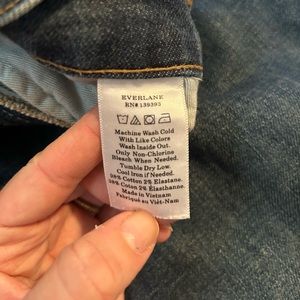 EVERLANE
RN# 139393
Machine Wash Cold
With Like Colors
Wash Inside Out.
Only Non-Chlorine
Bleach When Needed.
Tumble Dry Low.
Cool Iron if Needed.
98% Cotton 2% Elastane.
98% Coton 2% Élasthanne.
Made in Vietnam
Fabriqué au Viêt-Nam